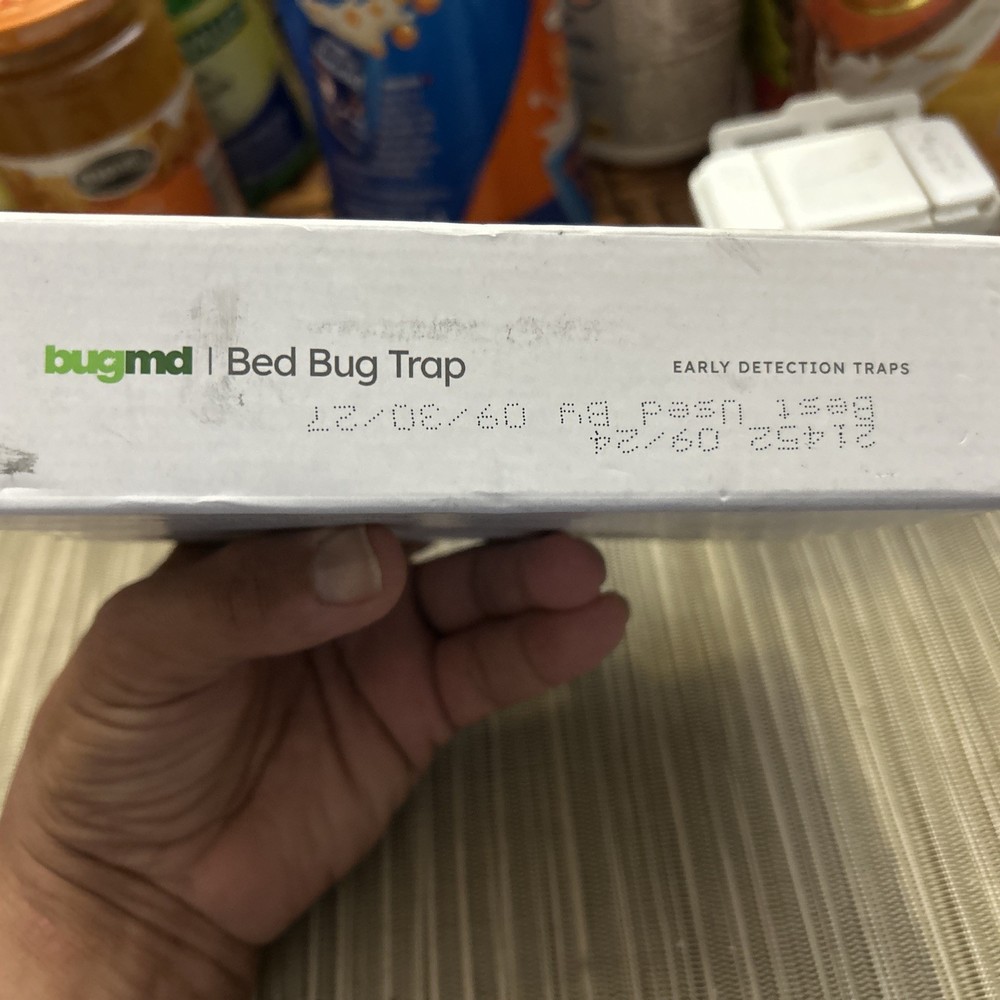 bugmd | Bed Bug Trap
EARLY DETECTION TRAPS
21452 09/24
Best Used By 09/30/27